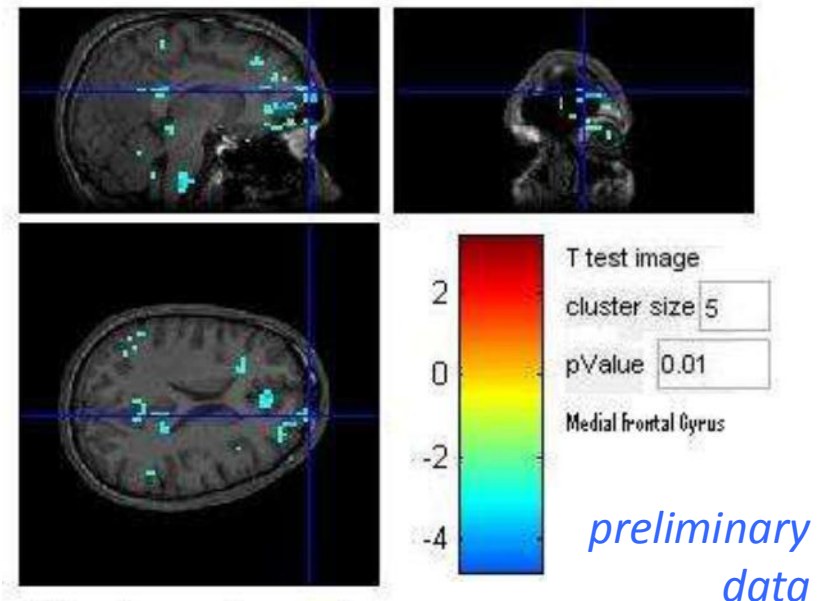 T test image
cluster size 5
pValue 0.01
Medial Frontal Gyrus
2
0
-2
-4
preliminary
data